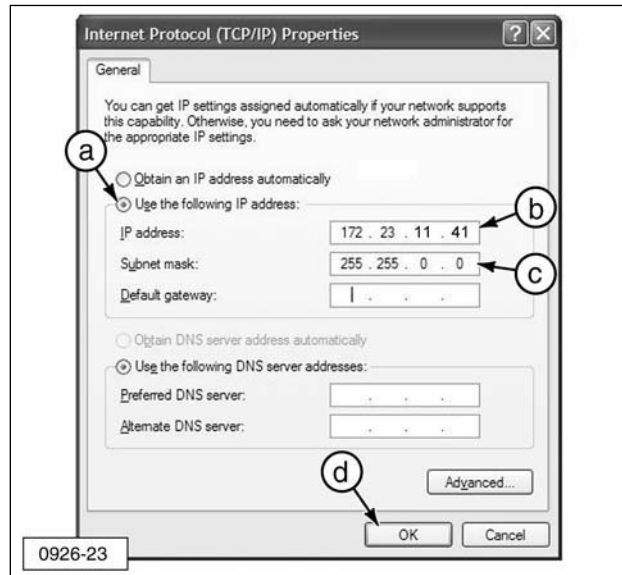 Internet Protocol (TCP/IP) Properties
General
You can get IP settings assigned automatically if your network supports
this capability. Otherwise, you need to ask your network administrator for
the appropriate IP settings.
a
Obtain an IP address automatically
Use the following IP address:
b
IP address: 172 . 23 . 11 . 41
Subnet mask: 255 . 255 . 0 . 0
c
Default gateway: . . .
Obtain DNS server address automatically
Use the following DNS server addresses:
Preferred DNS server: . . .
Alternate DNS server: . . .
d
Advanced...
OK Cancel
0926-23